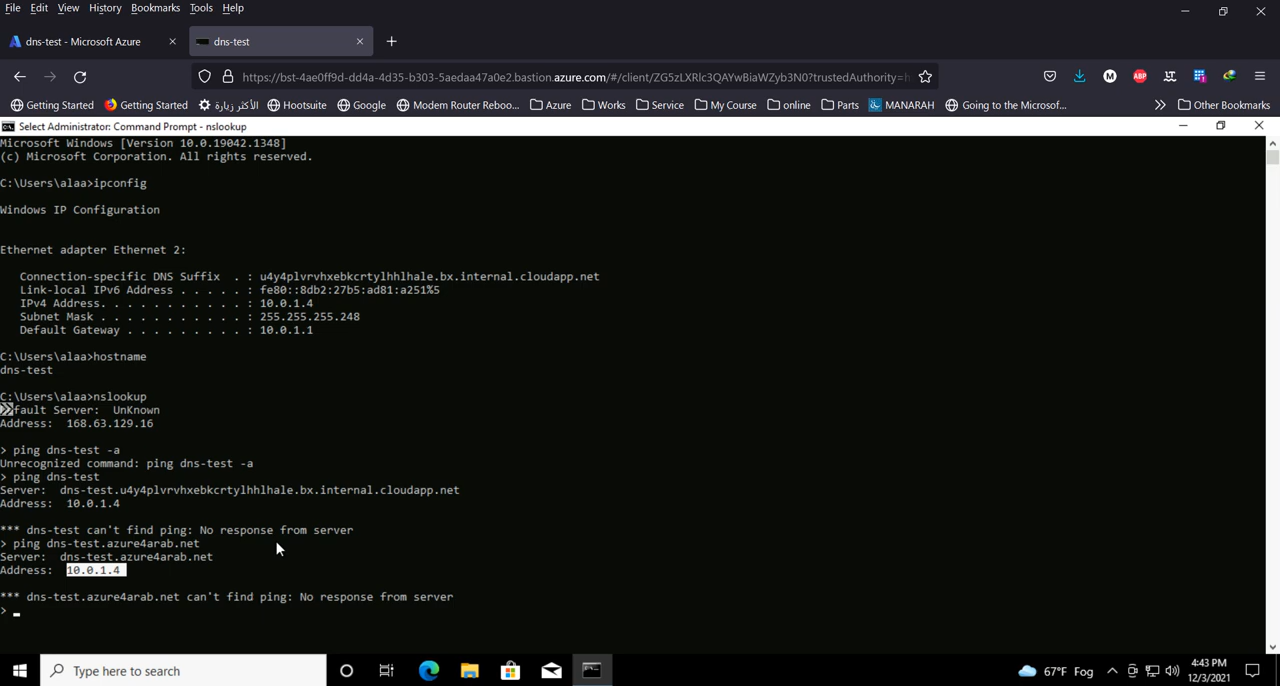 File Edit View History Bookmarks Tools Help
dns-test - Microsoft Azure
dns-test
https://bst-4ae0ff9d-dd4a-4d35-b303-5aedaa47a0e2.bastion.azure.com/#/client/ZG5zLXRlc3QAYwBiaWZyb3N0?trustedAuthority=h
Getting Started Getting Started الأكثر زيارة Hootsuite Google Modem Router Reboo... Azure Works Service My Course online Parts MANARAH Going to the Microsof... Other Bookmarks
Select Administrator: Command Prompt - nslookup
Microsoft Windows [Version 10.0.19042.1348]
(c) Microsoft Corporation. All rights reserved.
C:\Users\alaa>ipconfig
Windows IP Configuration
Ethernet adapter Ethernet 2:
Connection-specific DNS Suffix . : u4y4plvrvhxebkcrtylhhlhale.bx.internal.cloudapp.net
Link-local IPv6 Address . . . . . : fe80::8db2:27b5:ad81:a251%5
IPv4 Address. . . . . . . . . . . : 10.0.1.4
Subnet Mask . . . . . . . . . . . : 255.255.255.248
Default Gateway . . . . . . . . . : 10.0.1.1
C:\Users\alaa>hostname
dns-test
C:\Users\alaa>nslookup
fault Server: UnKnown
Address: 168.63.129.16
> ping dns-test -a
Unrecognized command: ping dns-test -a
> ping dns-test
Server: dns-test.u4y4plvrvhxebkcrtylhhlhale.bx.internal.cloudapp.net
Address: 10.0.1.4
*** dns-test can't find ping: No response from server
> ping dns-test.azure4arab.net
Server: dns-test.azure4arab.net
Address: 10.0.1.4
*** dns-test.azure4arab.net can't find ping: No response from server
>
Type here to search
67°F Fog
4:43 PM
12/3/2021